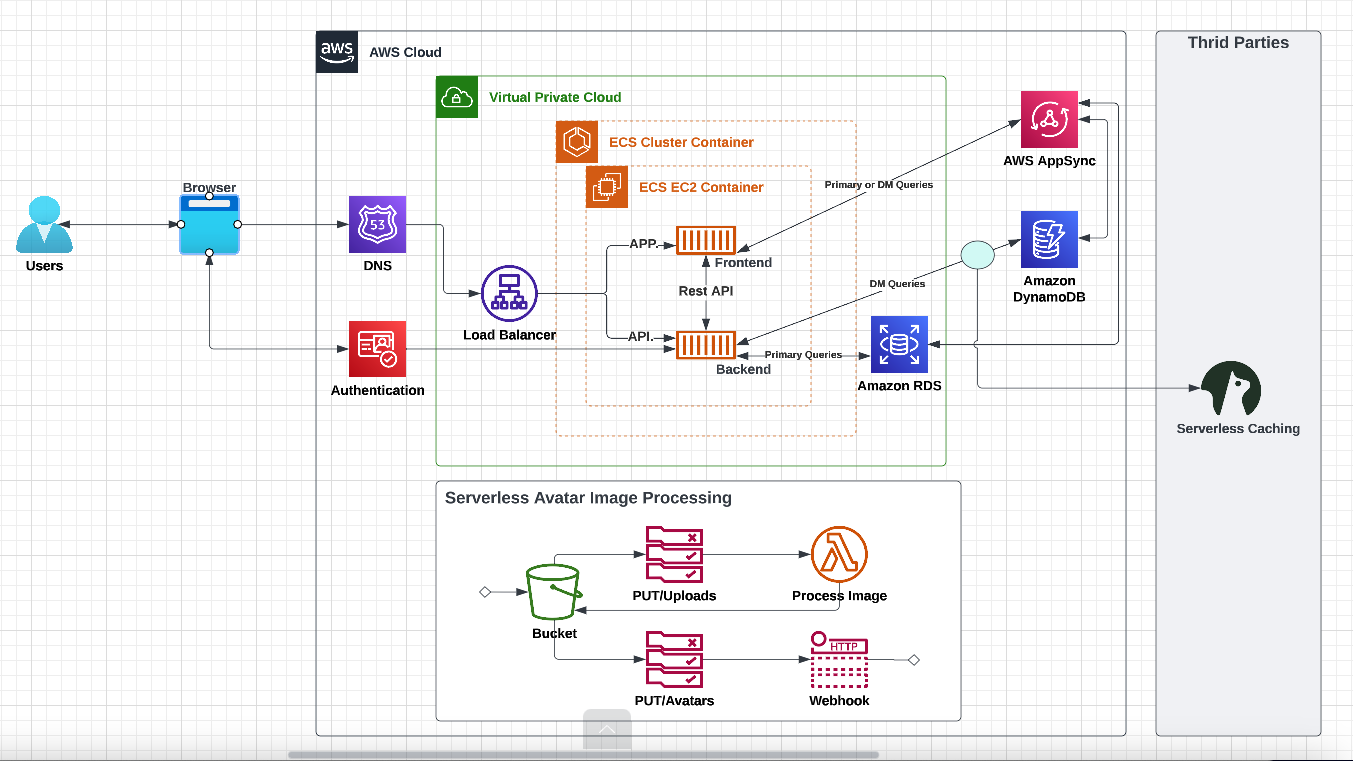 aws
AWS Cloud
Thrid Parties
Virtual Private Cloud
ECS Cluster Container
ECS EC2 Container
AWS AppSync
Primary or DM Queries
Browser
53
Users
DNS
APP.
Frontend
Rest API
DM Queries
Amazon
DynamoDB
Load Balancer
API.
Backend
Primary Queries
Amazon RDS
Authentication
Serverless Caching
Serverless Avatar Image Processing
PUT/Uploads
Process Image
Bucket
HTTP
PUT/Avatars
Webhook